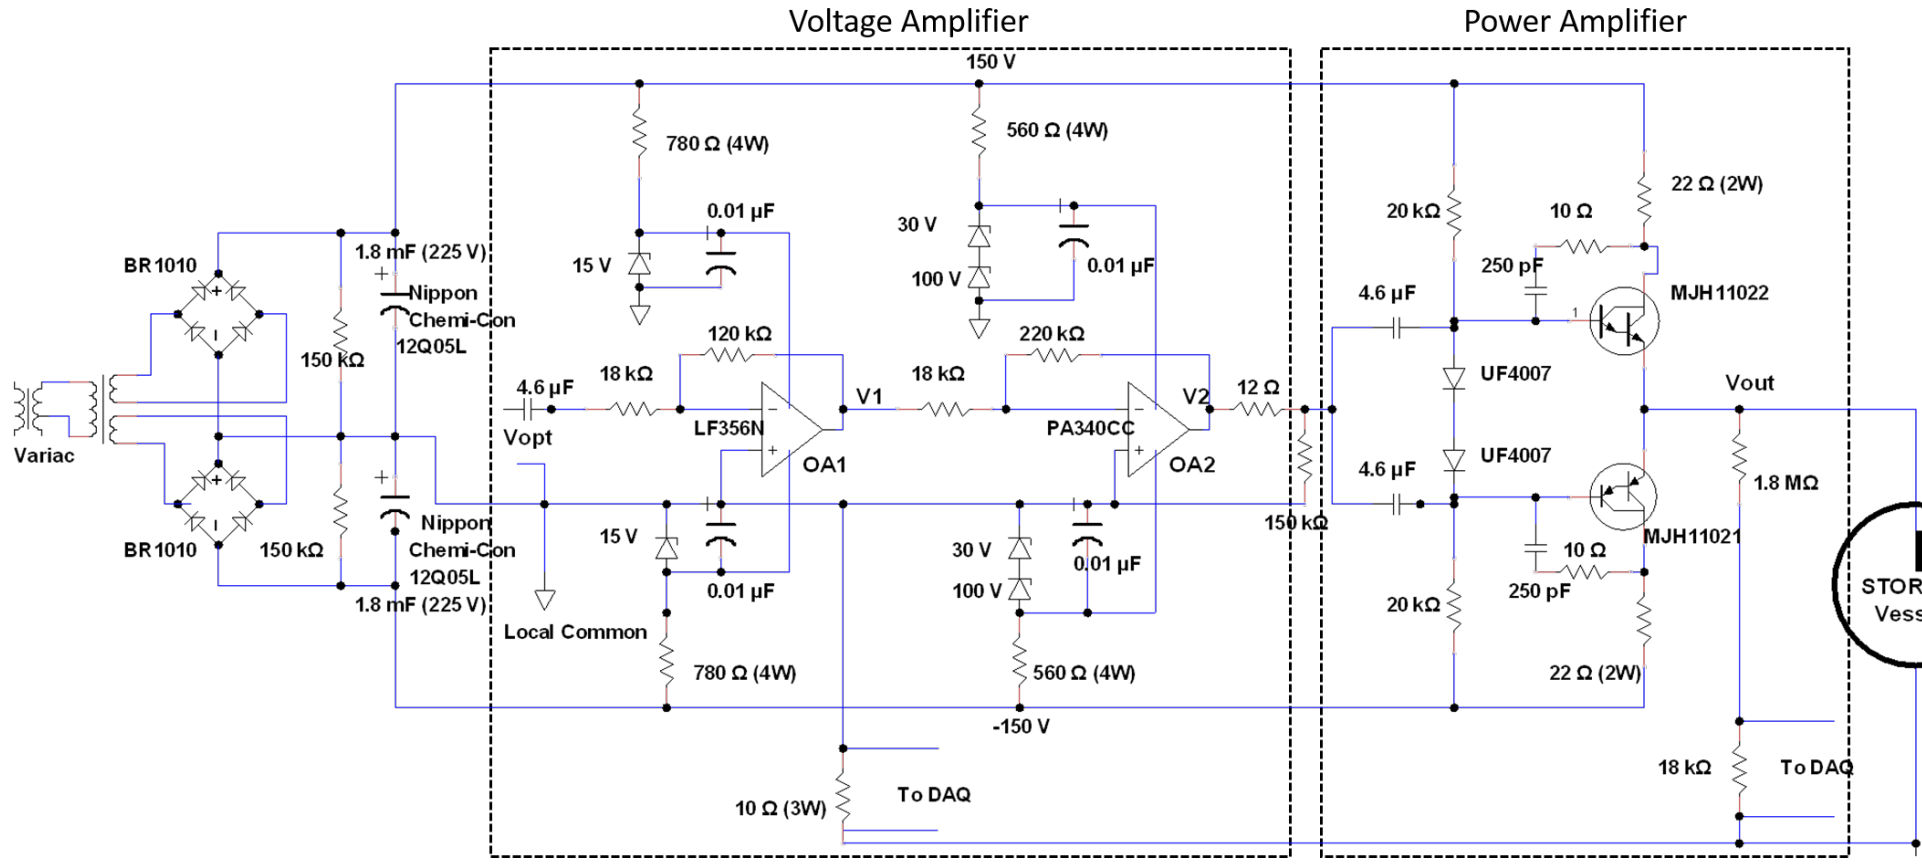 Voltage Amplifier
Power Amplifier
150 V
780 Ω (4W)
560 Ω (4W)
22 Ω (2W)
20 kΩ
10 Ω
0.01 µF
30 V
BR1010
1.8 mF (225 V)
15 V
100 V
0.01 µF
250 pF
+
+
Nippon
Chemi-Con
12Q05L
4.6 µF
1
MJH11022
–
150 kΩ
120 kΩ
220 kΩ
4.6 µF
18 kΩ
18 kΩ
V1
V2
12 Ω
UF4007
Vout
Vopt
LF356N
–
+
OA1
PA340CC
–
+
OA2
Variac
UF4007
4.6 µF
1.8 MΩ
+
+
–
Nippon
Chemi-Con
12Q05L
BR1010
150 kΩ
1.8 mF (225 V)
15 V
0.01 µF
30 V
100 V
0.01 µF
150 kΩ
MJH11021
10 Ω
250 pF
20 kΩ
STOR
Vess
Local Common
780 Ω (4W)
560 Ω (4W)
22 Ω (2W)
-150 V
10 Ω (3W)
To DAQ
18 kΩ
To DAQ